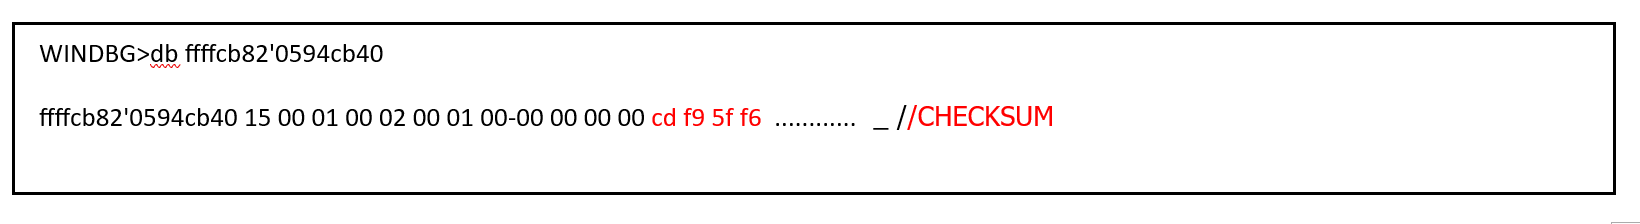 WINDBG>db ffffcb82'0594cb40
ffffcb82'0594cb40 15 00 01 00 02 00 01 00-00 00 00 00 cd f9 5f f6 ............ _ //CHECKSUM